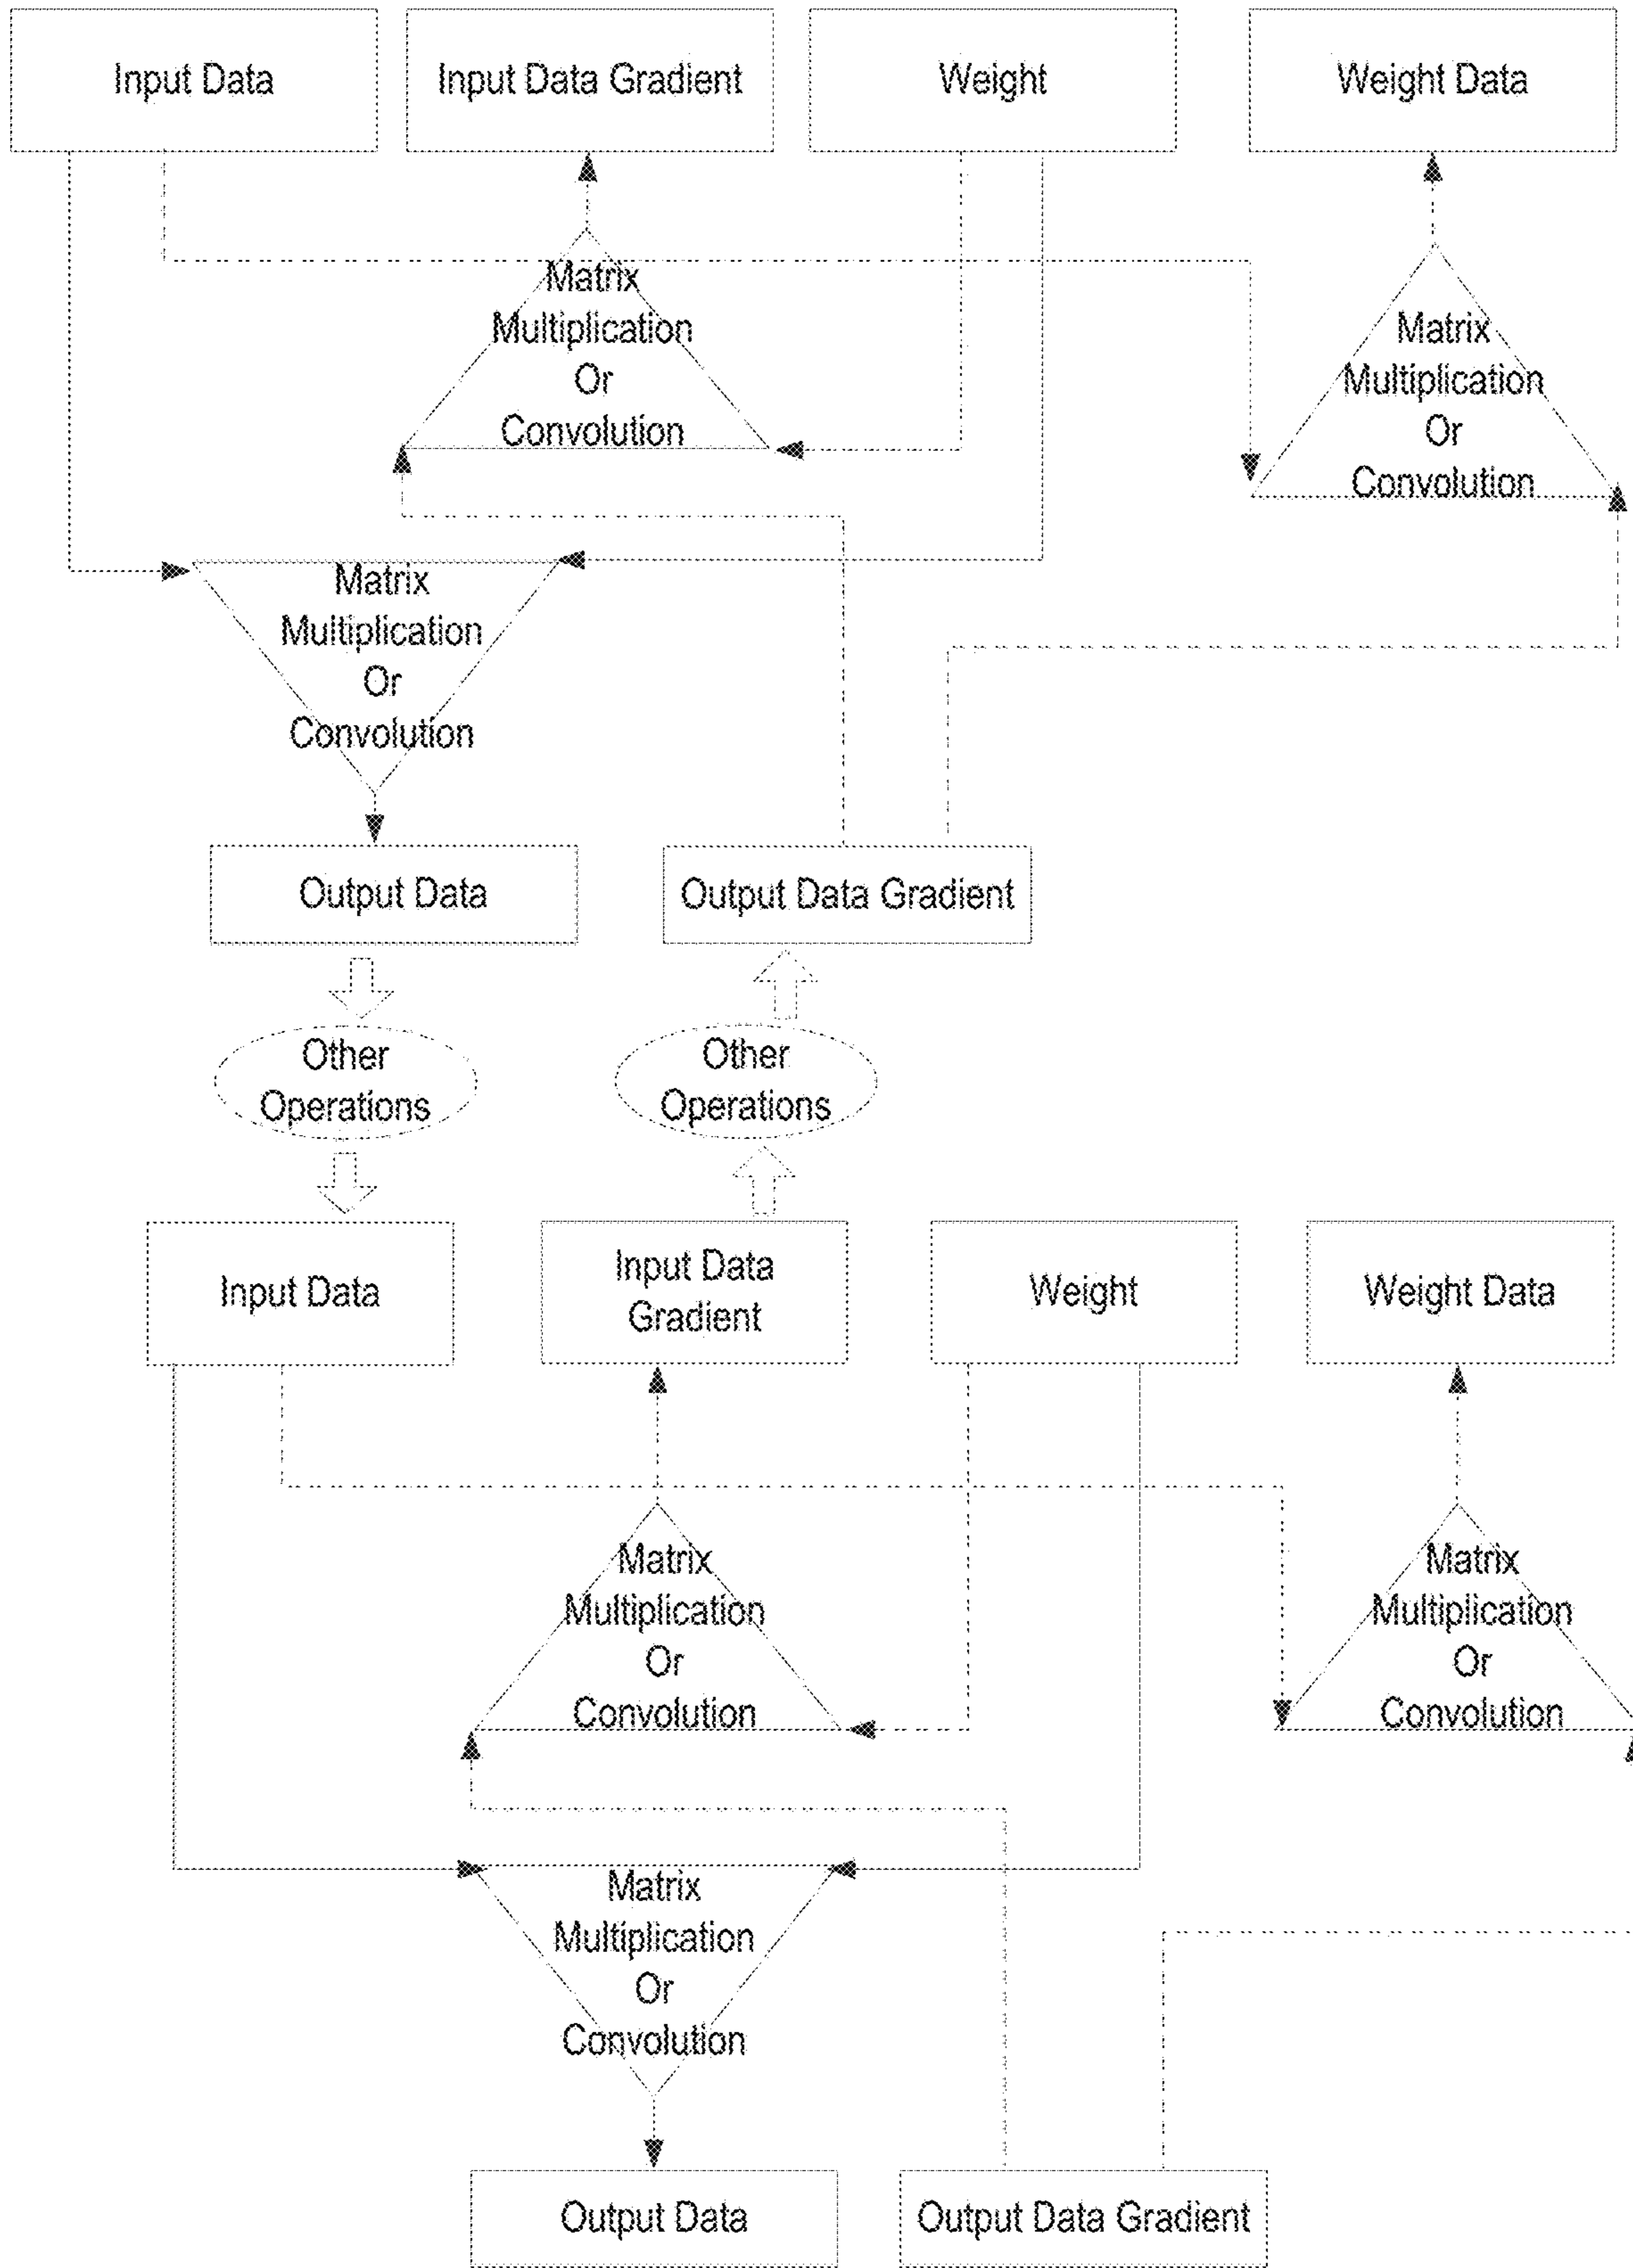 Input Data
Input Data Gradient
Weight
Weight Data
Matrix
Multiplication
Or
Convolution
Matrix
Multiplication
Or
Convolution
Matrix
Multiplication
Or
Convolution
Output Data
Output Data Gradient
Other
Operations
Other
Operations
Input Data
Input Data
Gradient
Weight
Weight Data
Matrix
Multiplication
Or
Convolution
Matrix
Multiplication
Or
Convolution
Matrix
Multiplication
Or
Convolution
Output Data
Output Data Gradient